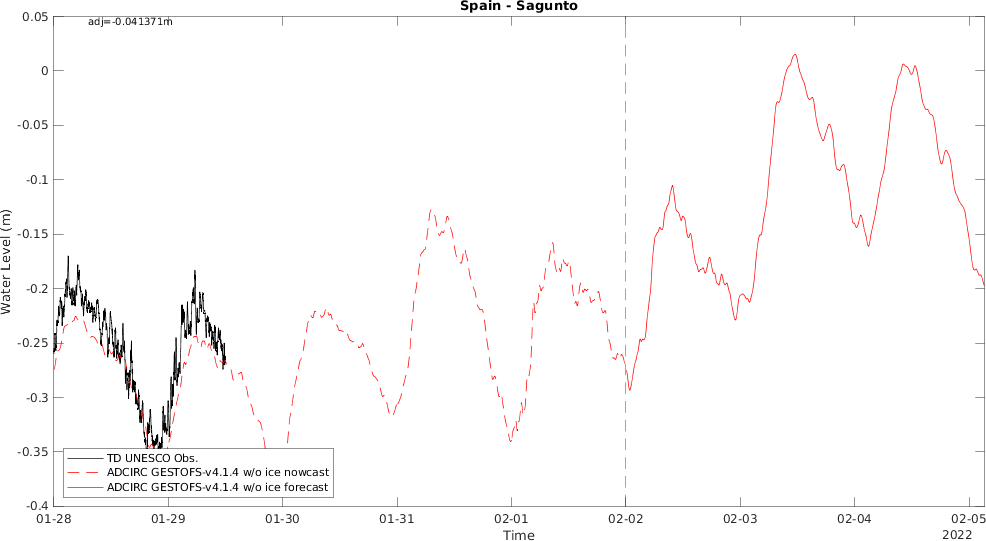 Spain - Sagunto
adj=-0.041371m
0.05
0
-0.05
-0.1
-0.15
-0.2
-0.25
-0.3
-0.35
-0.4
Water Level (m)
TD UNESCO Obs.
ADCIRC GESTOFS-v4.1.4 w/o ice nowcast
ADCIRC GESTOFS-v4.1.4 w/o ice forecast
01-28 01-29 01-30 01-31 02-01 02-02 02-03 02-04 02-05
2022
Time